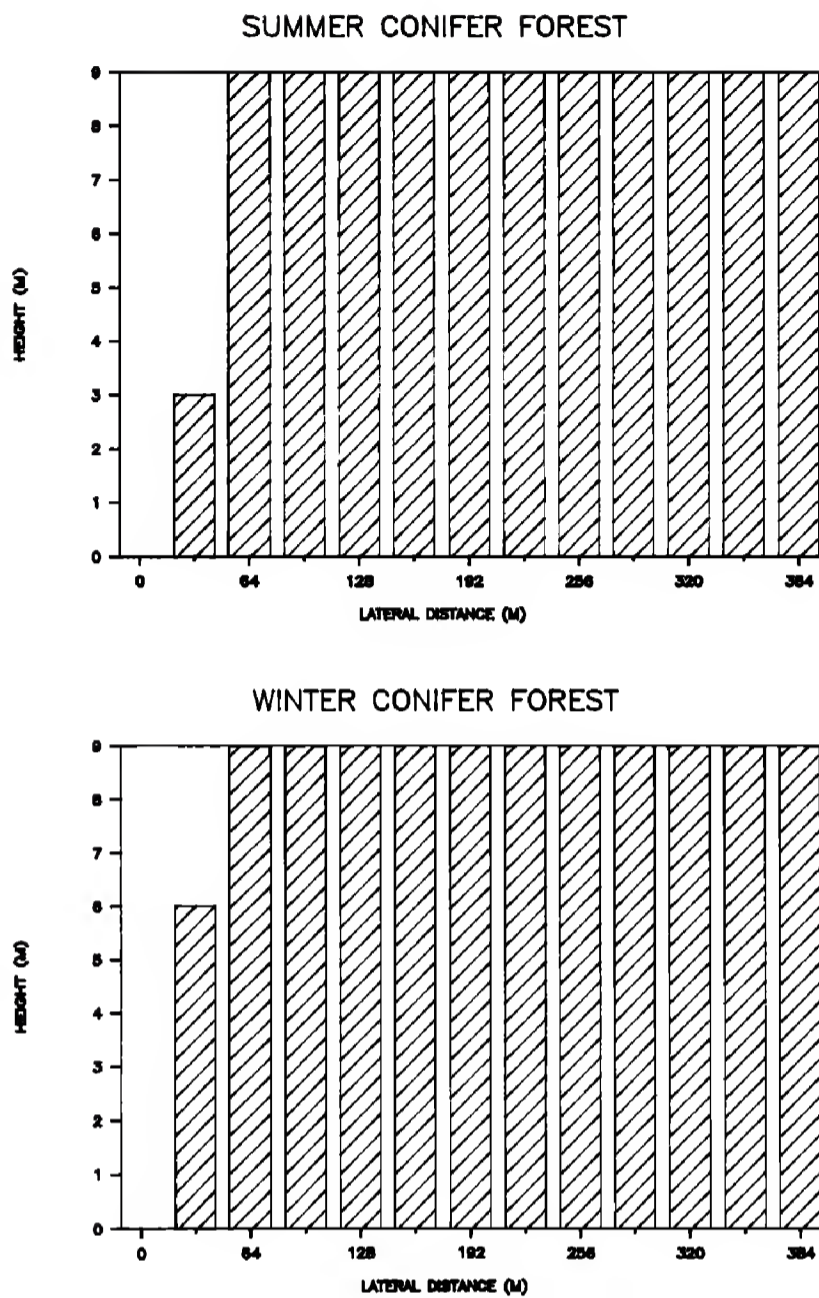 SUMMER CONIFER FOREST
9
8
7
6
5
4
3
2
1
0
HEIGHT (M)
0 64 128 192 256 320 384
LATERAL DISTANCE (M)
WINTER CONIFER FOREST
9
8
7
6
5
4
3
2
1
0
HEIGHT (M)
0 64 128 192 256 320 384
LATERAL DISTANCE (M)